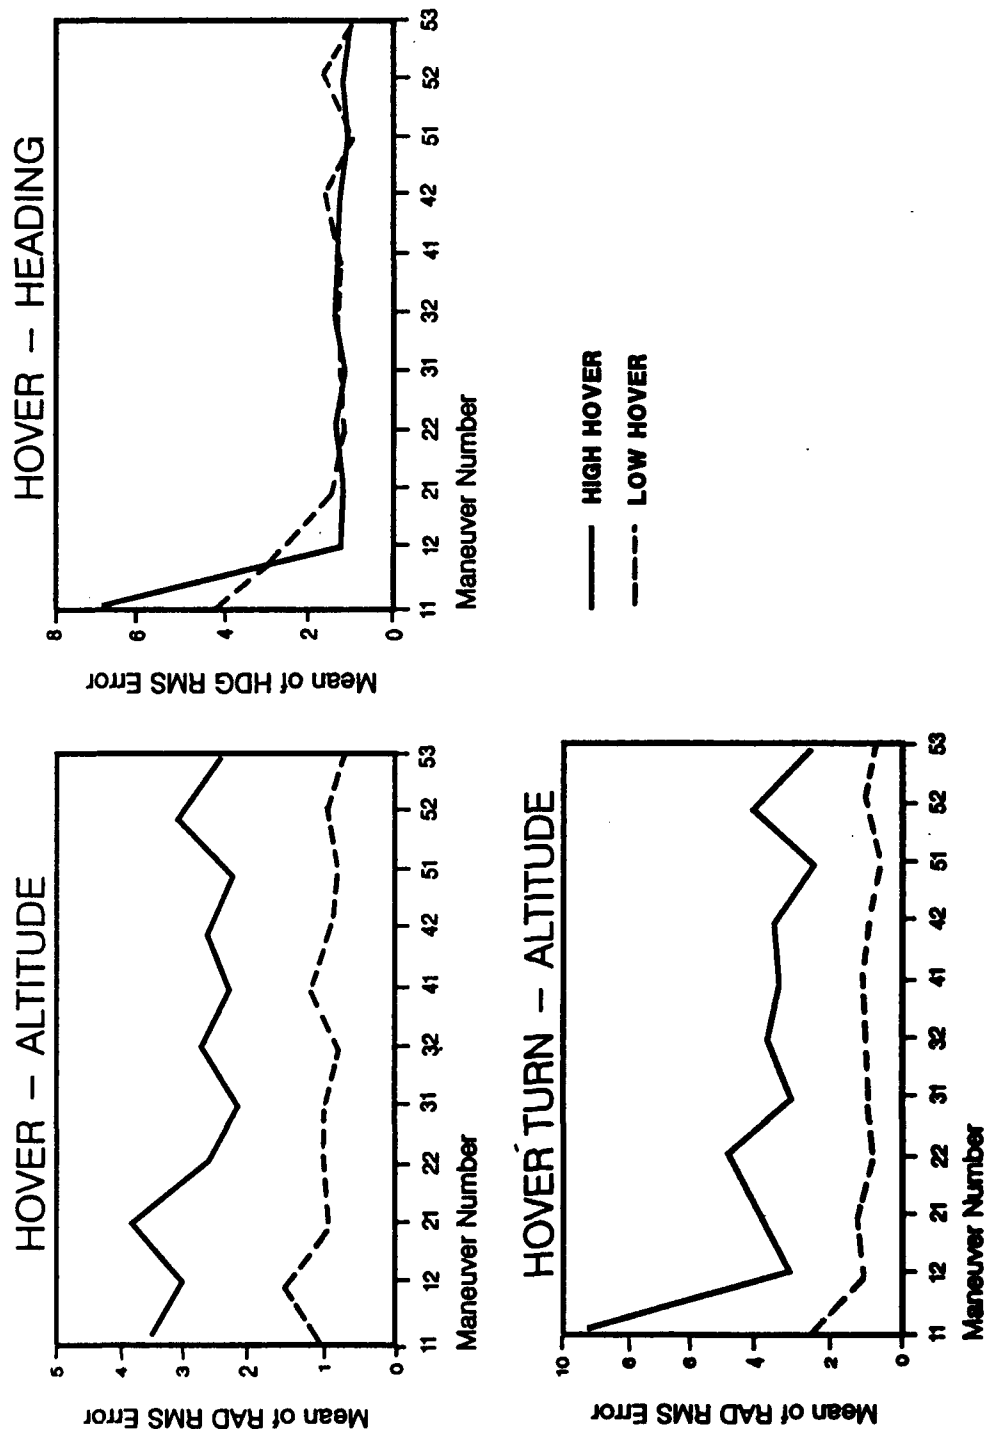 HOVER – ALTITUDE
Mean of RAD RMS Error
5
4
3
2
1
0
11 12 21 22 31 32 41 42 51 52 53
Maneuver Number
HOVER – HEADING
Mean of HDG RMS Error
8
6
4
2
0
11 12 21 22 31 32 41 42 51 52 53
Maneuver Number
HOVER TURN – ALTITUDE
Mean of RAD RMS Error
10
8
6
4
2
0
11 12 21 22 31 32 41 42 51 52 53
Maneuver Number
HIGH HOVER
LOW HOVER